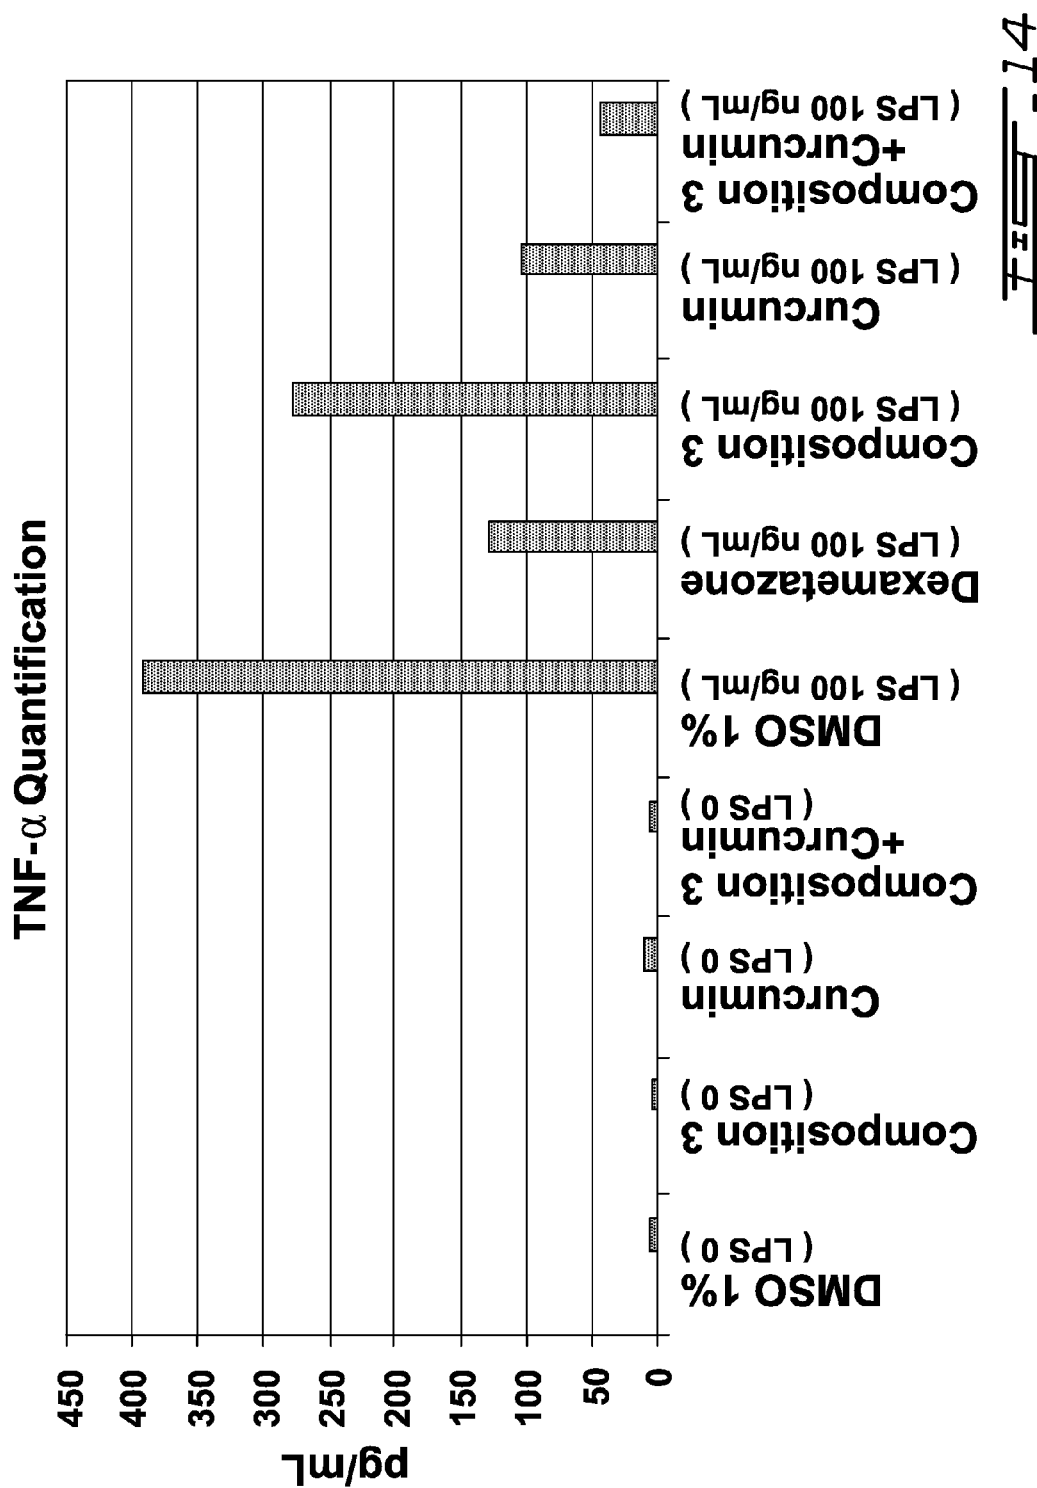 TNF-α Quantification
pg/mL
450
400
350
300
250
200
150
100
50
0
DMSO 1%
( LPS 0 )
Composition 3
( LPS 0 )
Curcumin
( LPS 0 )
Composition 3
+Curcumin
( LPS 0 )
DMSO 1%
( LPS 100 ng/mL )
Dexametazone
( LPS 100 ng/mL )
Composition 3
( LPS 100 ng/mL )
Curcumin
( LPS 100 ng/mL )
Composition 3
+Curcumin
( LPS 100 ng/mL )
FIG-14